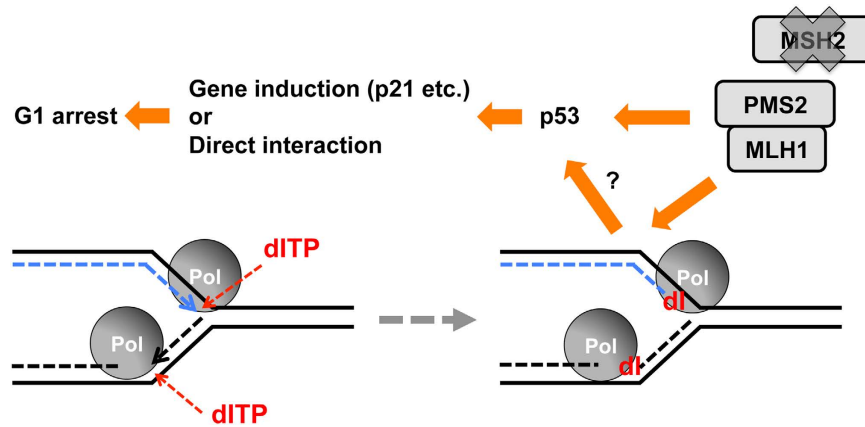 MSH2
Gene induction (p21 etc.)
or
Direct interaction
G1 arrest
p53
PMS2
MLH1
?
dITP
Pol
Pol
dITP
Pol
dI
Pol
dI